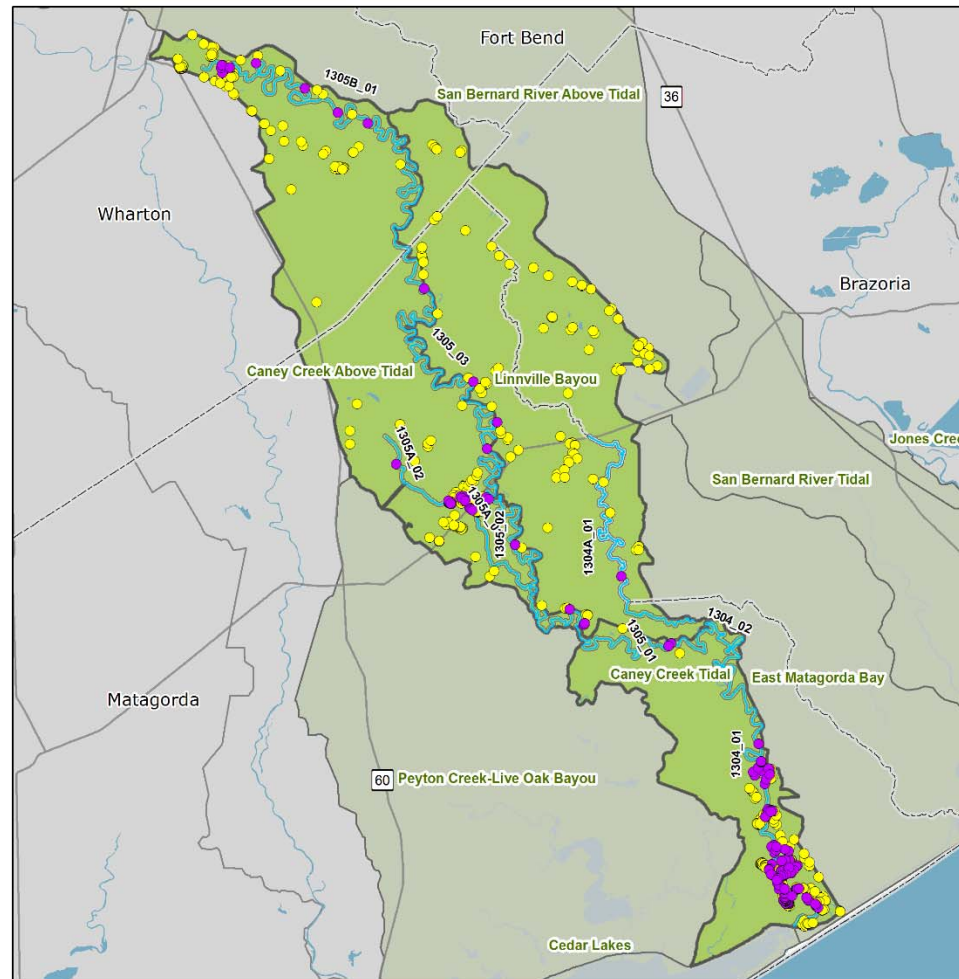 Fort Bend
1305B_01
San Bernard River Above Tidal
36
Wharton
Brazoria
1305_03
Caney Creek Above Tidal
Linnville Bayou
1305A_02
Jones Cree
San Bernard River Tidal
1305A_0
1305_02
1304A_01
1304_02
1305_01
Caney Creek Tidal
East Matagorda Bay
Matagorda
1304_01
60
Peyton Creek-Live Oak Bayou
Cedar Lakes